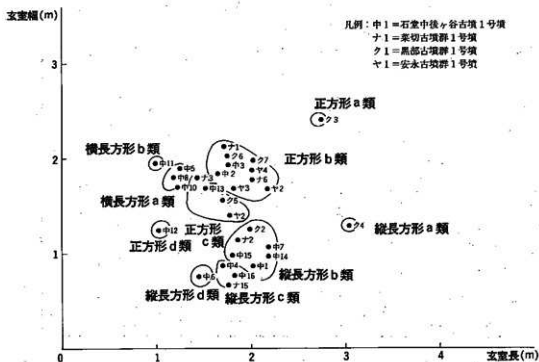 玄室幅(m)
凡例：中1＝石堂中後ヶ谷古墳1号墳
ナ1＝菜切古墳群1号墳
ク1＝黒部古墳群1号墳
ヤ1＝安永古墳群1号墳
3
正方形a類
ク3
横長方形b類
ナ1
ク6
ク7
正方形b類
2
中11
中5
中3
ヤ4
中8
ナ3
中2
ナ6
中10
中13
ヤ3
ヤ2
横長方形a類
ク5
ヤ2
中12
正方形
c類
ク2
ク4
縦長方形a類
正方形d類
ナ2
中7
1
中15
中14
縦長方形b類
中4
中1
中6
中16
縦長方形d類
縦長方形c類
ナ15
0
1
2
3
4
5
玄室長(m)